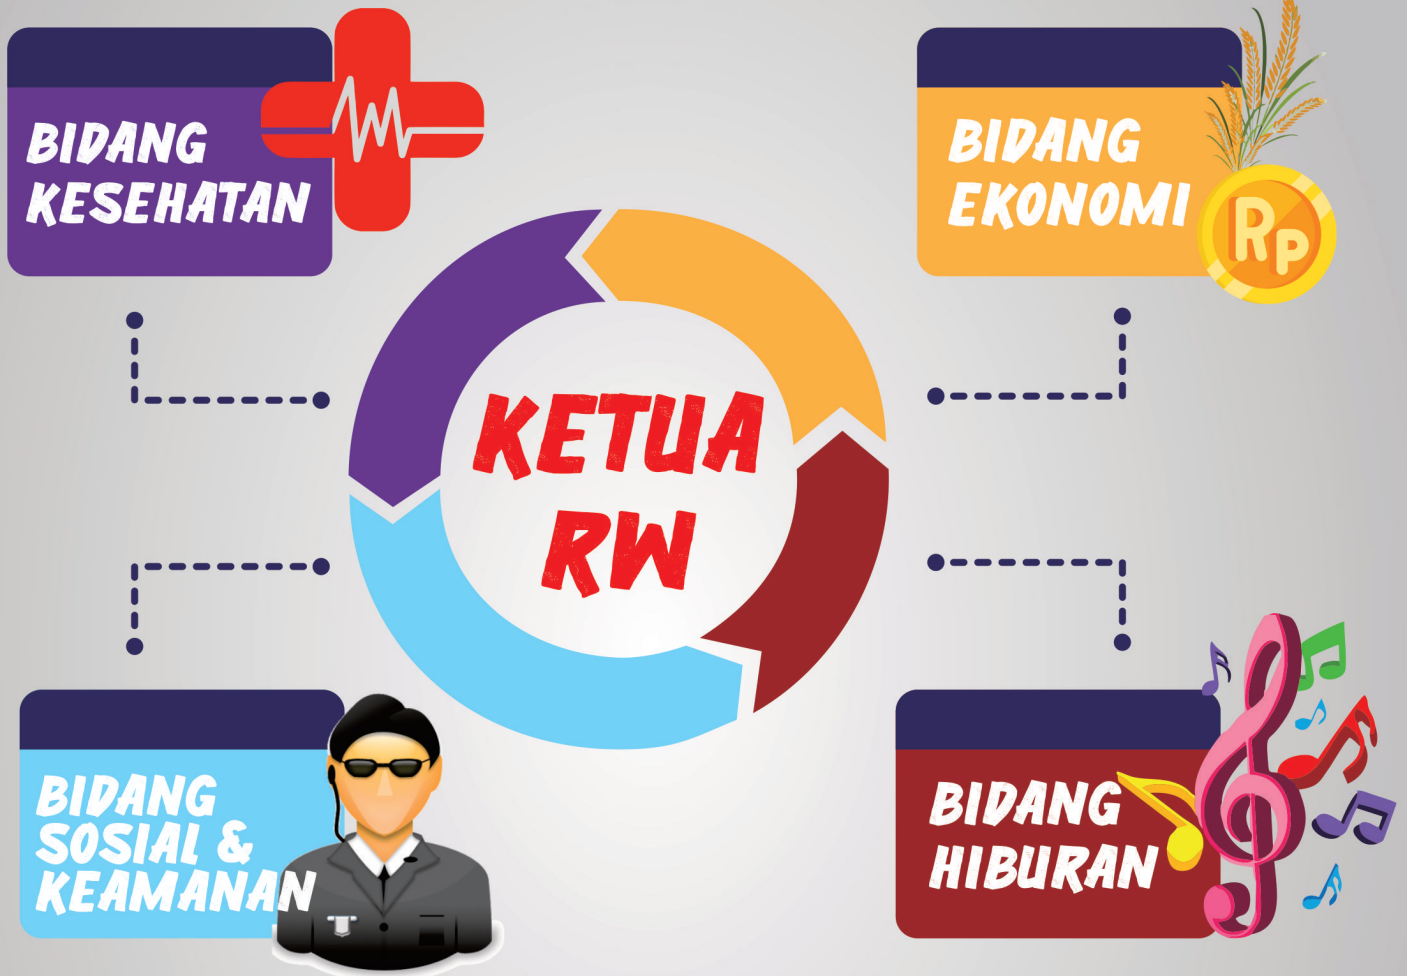 BIDANG
KESEHATAN
BIDANG
EKONOMI
RP
KETUA
RW
BIDANG
SOSIAL &
KEAMANAN
BIDANG
HIBURAN